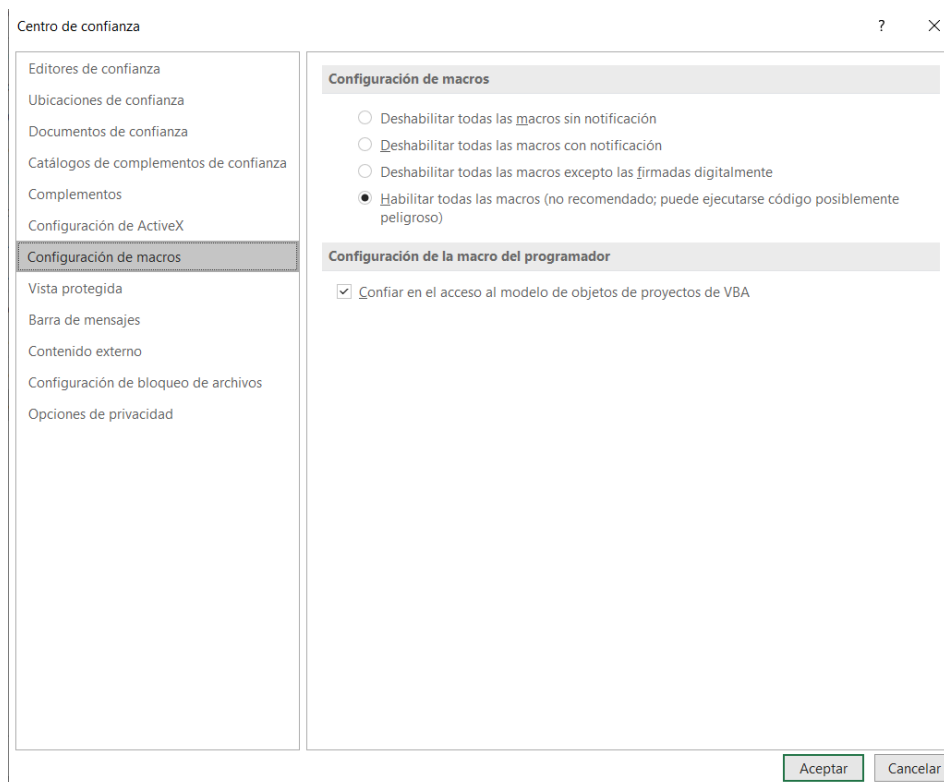 Centro de confianza
?
Editores de confianza
Ubicaciones de confianza
Documentos de confianza
Catálogos de complementos de confianza
Complementos
Configuración de ActiveX
Configuración de macros
Vista protegida
Barra de mensajes
Contenido externo
Configuración de bloqueo de archivos
Opciones de privacidad
Configuración de macros
Deshabilitar todas las macros sin notificación
Deshabilitar todas las macros con notificación
Deshabilitar todas las macros excepto las firmadas digitalmente
Habilitar todas las macros (no recomendado; puede ejecutarse código posiblemente
peligroso)
Configuración de la macro del programador
Confiar en el acceso al modelo de objetos de proyectos de VBA
Aceptar
Cancelar